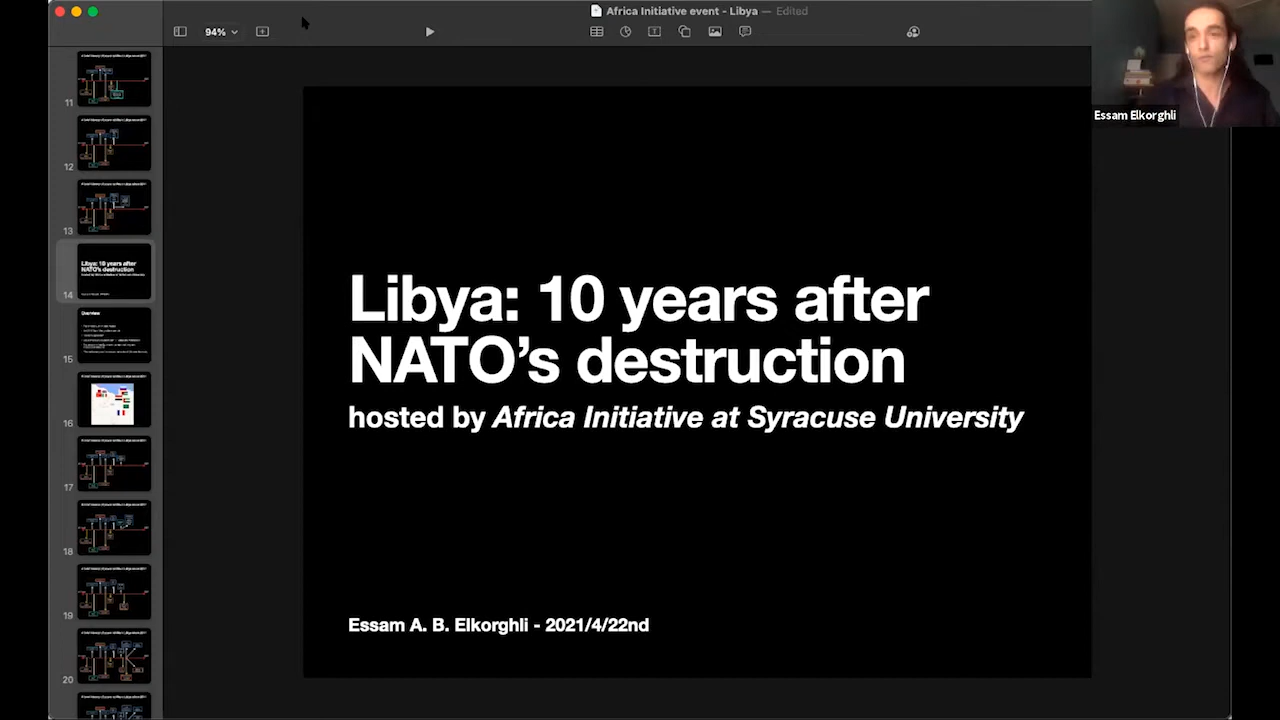 Africa Initiative event - Libya — Edited
94%
Essam Elkorghli
11
12
13
14
15
16
17
18
19
20
Overview
Libya: 10 years after
NATO’s destruction
hosted by Africa Initiative at Syracuse University
Essam A. B. Elkorghli - 2021/4/22nd